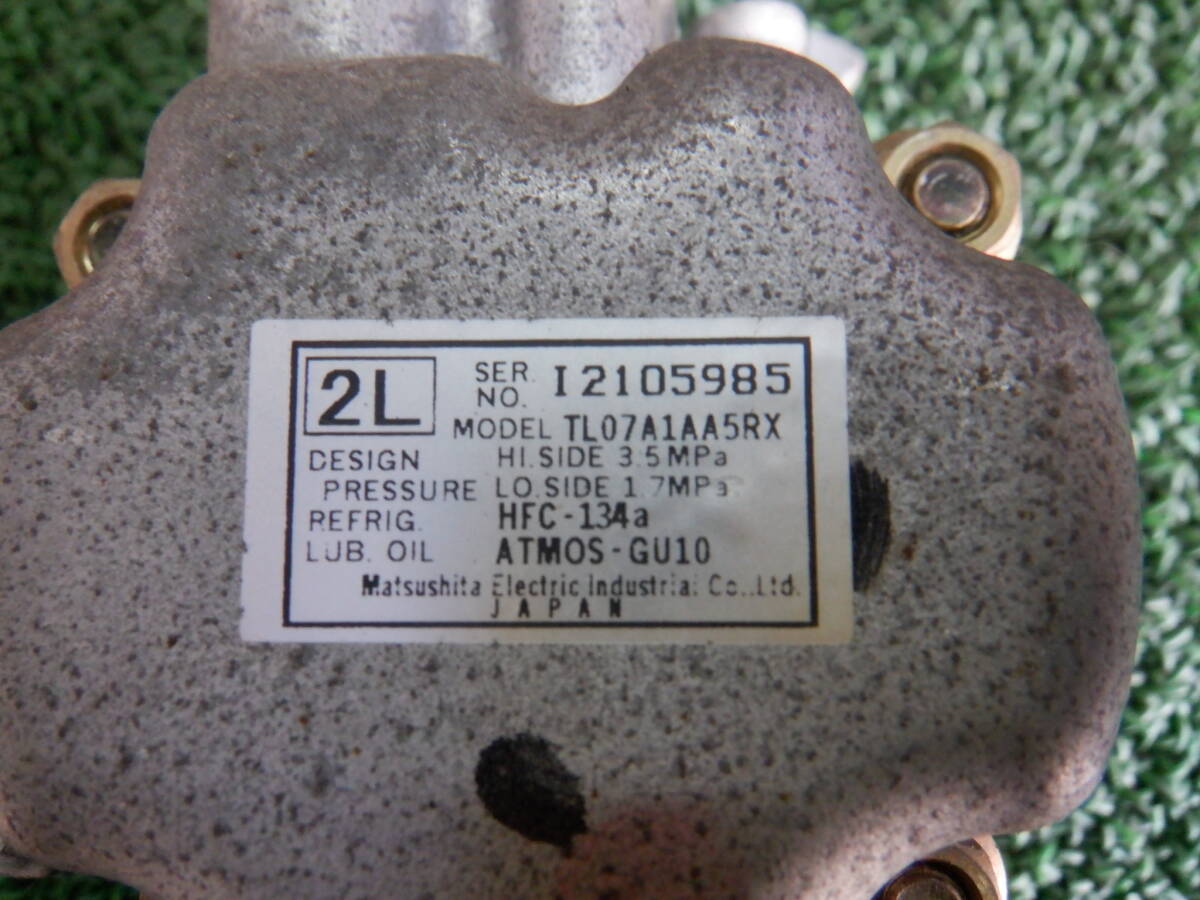 2L SER. NO. I2105985
MODEL TL07A1AA5RX
DESIGN HI.SIDE 3.5MPa
PRESSURE LO.SIDE 1.7MPa
REFRIG. HFC-134a
LUB. OIL ATMOS-GU10
Matsushita Electric Industrial Co.,Ltd.
JAPAN